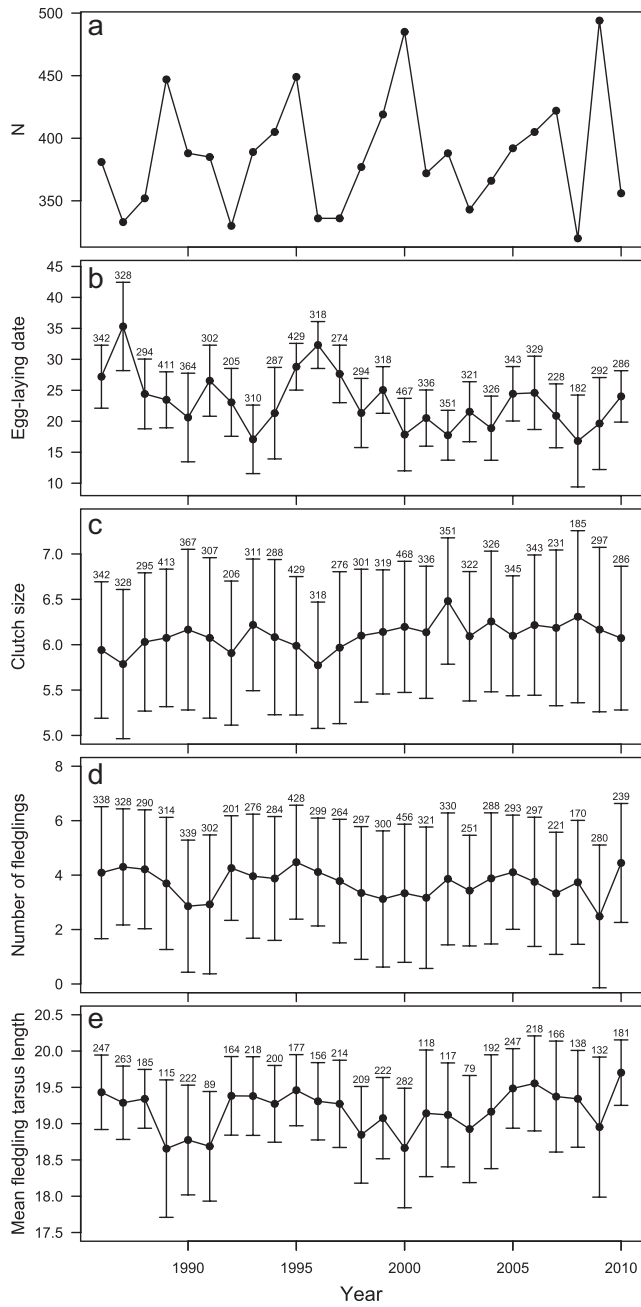 a
500
450
400
350
N
b
45
40
35
30
25
20
15
10
Egg-laying date
342 328 294 411 364 302 205 310 287 429 318 274 294 318 467 336 351 321 326 343 329 228 182 292 286
c
7.0
6.5
6.0
5.5
5.0
Clutch size
342 328 295 413 367 307 206 311 288 429 318 276 301 319 468 336 351 322 326 345 343 231 185 297 286
d
8
6
4
2
0
Number of fledglings
338 328 290 314 339 302 201 276 284 428 299 264 297 300 456 321 330 251 288 293 297 221 170 280 239
e
20.5
20.0
19.5
19.0
18.5
18.0
17.5
Mean fledgling tarsus length
247 263 185 115 222 89 164 218 200 177 156 214 209 222 282 118 117 79 192 247 218 166 138 132 181
1990 1995 2000 2005 2010
Year